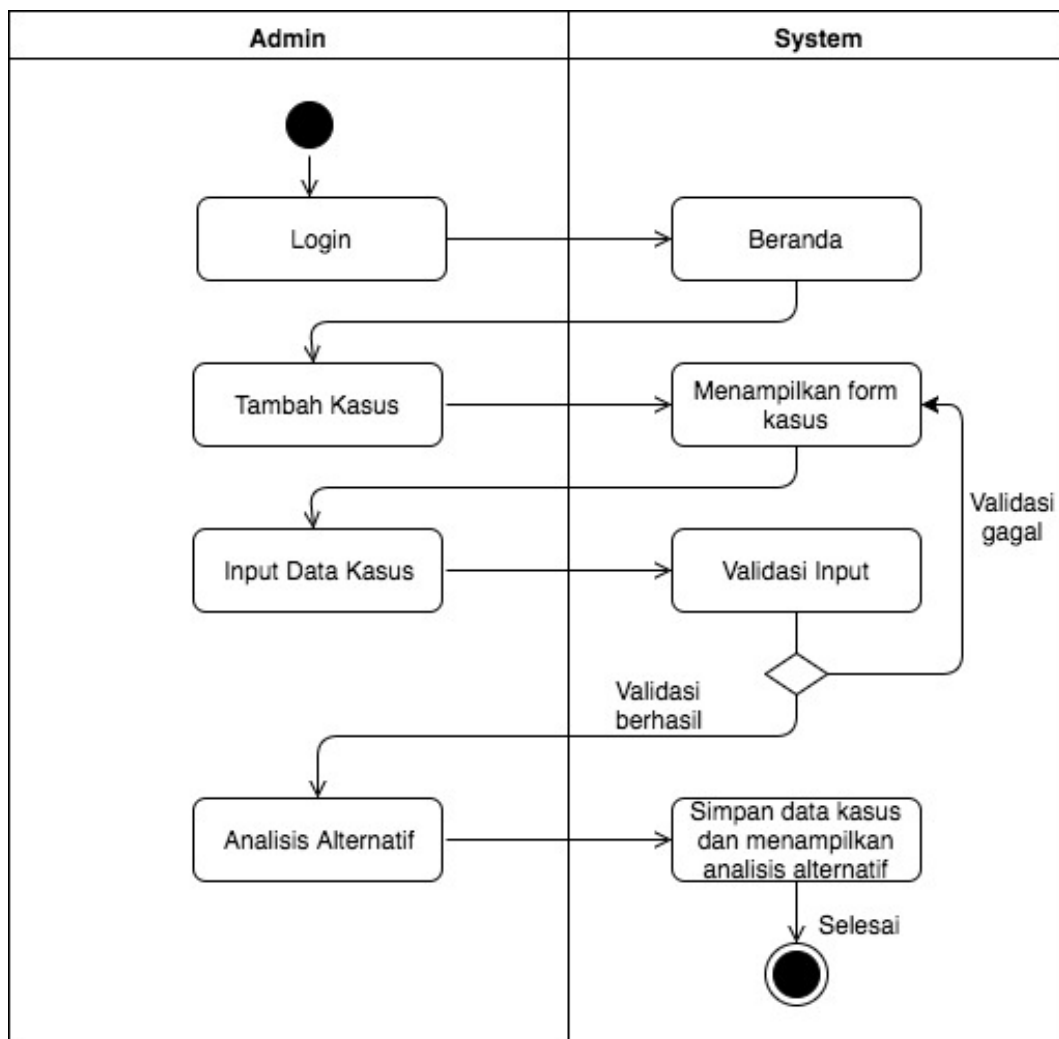 Admin
System
Login
Beranda
Tambah Kasus
Menampilkan form
kasus
Validasi
gagal
Input Data Kasus
Validasi Input
Validasi
berhasil
Analisis Alternatif
Simpan data kasus
dan menampilkan
analisis alternatif
Selesai